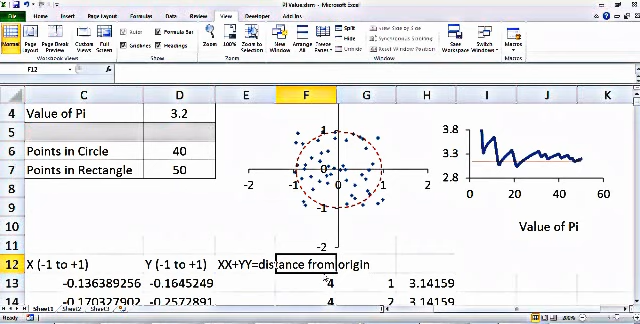 Pi Value.xlsm - Microsoft Excel
File Home Insert Page Layout Formulas Data Review View Developer Add-Ins
Normal Page Layout Page Break Preview Custom Views Full Screen
Workbook Views
Ruler Formula Bar
Gridlines Headings
Show
Zoom 100% Zoom to Selection
Zoom
New Window Arrange All Freeze Panes
Split
Hide
Unhide
View Side by Side
Synchronous Scrolling
Reset Window Position
Window
Save Workspace Switch Windows
Macros
Macros
F12
C D E F G H I J K
4 Value of Pi 3.2
5
6 Points in Circle 40
7 Points in Rectangle 50
8
9
10
11
1
0
-2 -1 0 1 2
-1
-2
3.8
3.3
2.8
0 20 40 60
Value of Pi
12 X (-1 to +1) Y (-1 to +1) XX+YY=distance from origin
13 -0.136389256 -0.1645249 4 1 3.14159
14 -0.170327902 -0.2572891 4 2 3.14159
Sheet1 Sheet2 Sheet3
Ready
200%